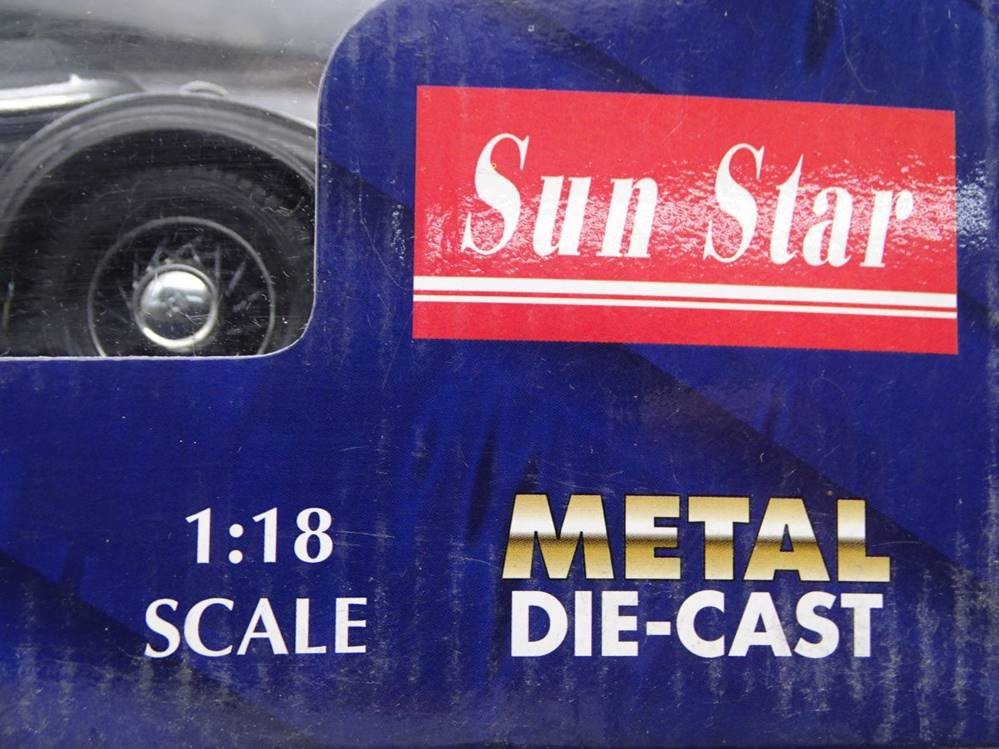 Sun Star
1:18
SCALE
METAL
DIE-CAST